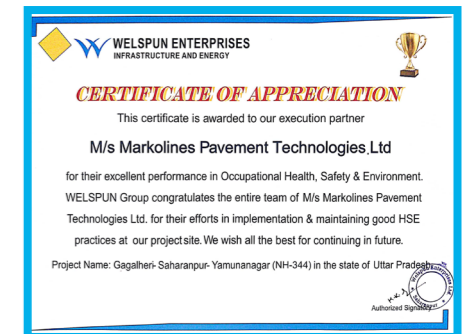 WELSPUN ENTERPRISES
INFRASTRUCTURE AND ENERGY
CERTIFICATE OF APPRECIATION
This certificate is awarded to our execution partner
M/s Markolines Pavement Technologies.Ltd
for their excellent performance in Occupational Health, Safety & Environment.
WELSPUN Group congratulates the entire team of M/s Markolines Pavement
Technologies Ltd. for their efforts in implementation & maintaining good HSE
practices at our projectsite. We wish all the best for continuing in future.
Project Name: Gagalheri- Saharanpur- Yamunanagar (NH-344) in the state of Uttar Pradesh
Authorized Signatory